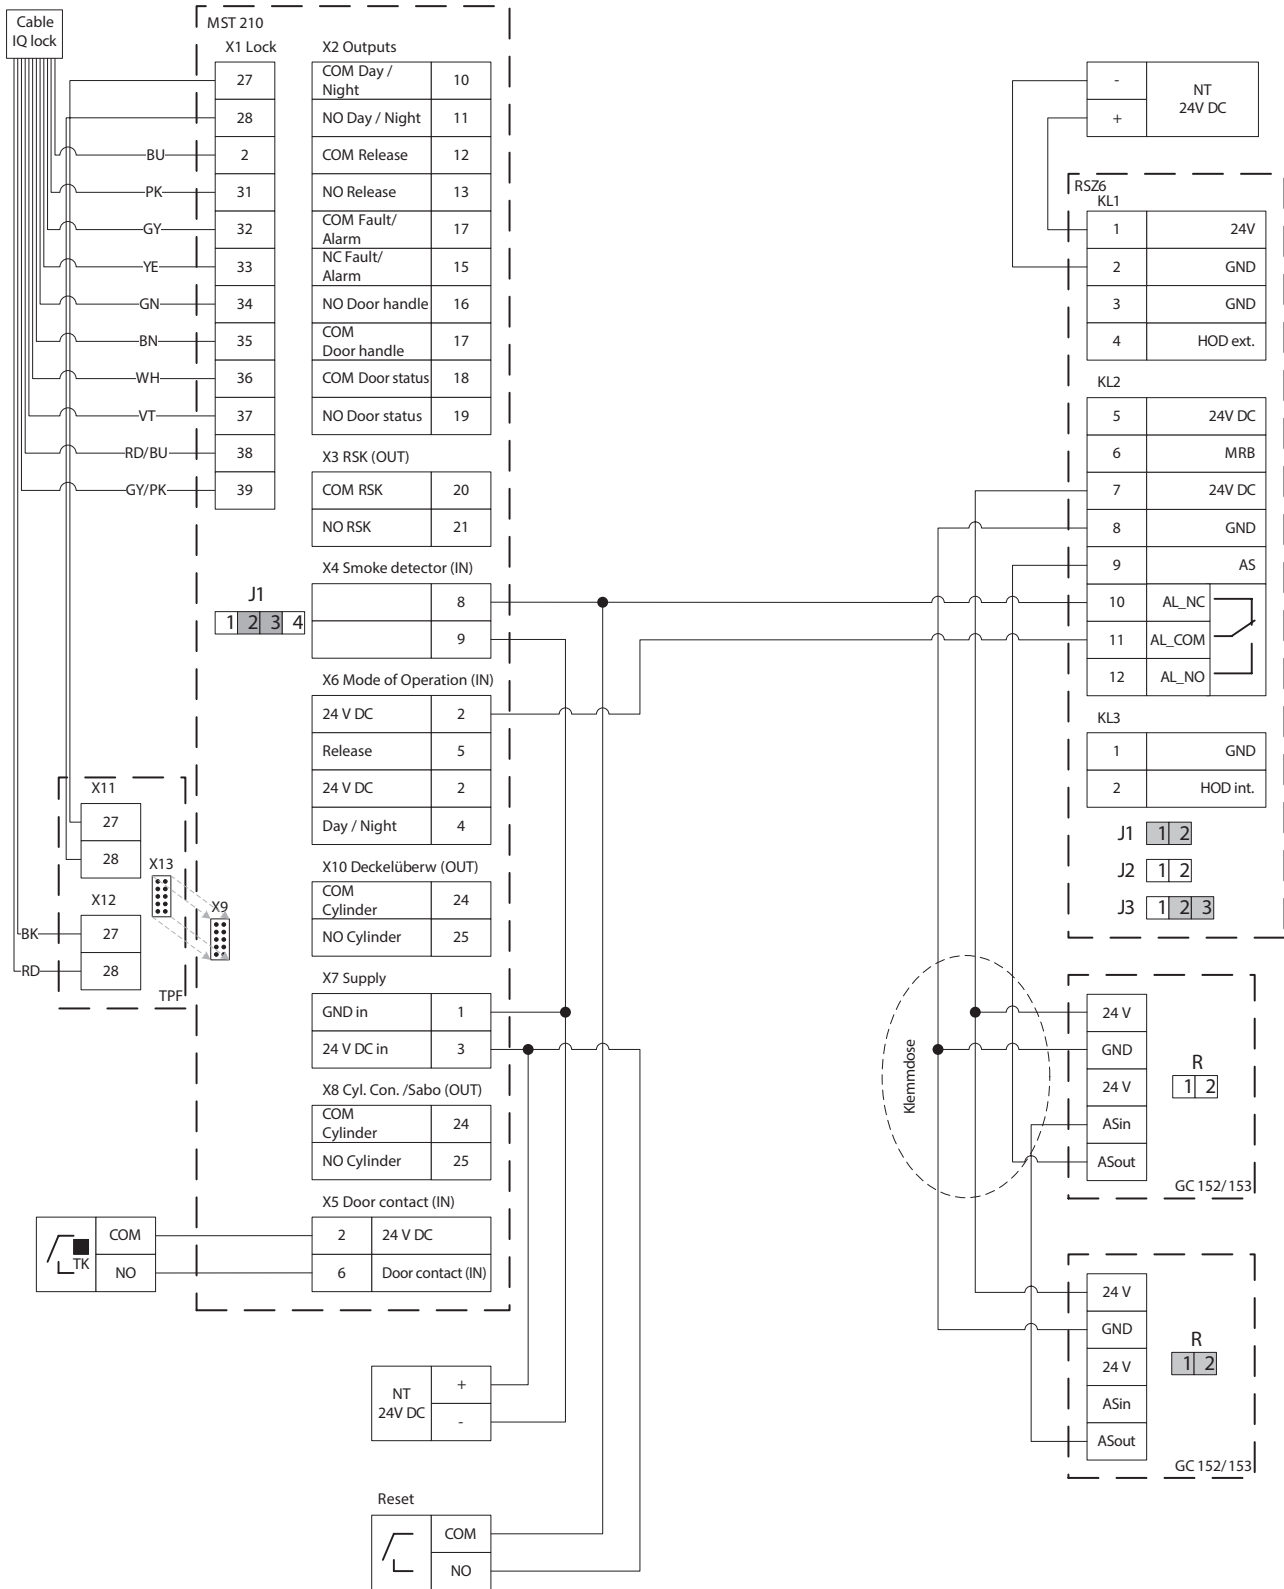 Cable
IQ lock
MST 210
X1 Lock
27
28
BU 2
PK 31
GY 32
YE 33
GN 34
BN 35
WH 36
VT 37
RD/BU 38
GY/PK 39
X2 Outputs
COM Day /
Night 10
NO Day / Night 11
COM Release 12
NO Release 13
COM Fault/
Alarm 17
NC Fault/
Alarm 15
NO Door handle 16
COM
Door handle 17
COM Door status 18
NO Door status 19
X3 RSK (OUT)
COM RSK 20
NO RSK 21
X4 Smoke detector (IN)
8
9
J1
1 2 3 4
X6 Mode of Operation (IN)
24 V DC 2
Release 5
24 V DC 2
Day / Night 4
X10 Deckelüberw (OUT)
COM
Cylinder 24
NO Cylinder 25
X7 Supply
GND in 1
24 V DC in 3
X8 Cyl. Con. /Sabo (OUT)
COM
Cylinder 24
NO Cylinder 25
X5 Door contact (IN)
2 24 V DC
6 Door contact (IN)
X11
27
28
X13
X9
X12
BK 27
RD 28
TPF
TK
COM
NO
NT
24V DC
+
-
Reset
COM
NO
-
+
NT
24V DC
RSZ6
KL1
1 24V
2 GND
3 GND
4 HOD ext.
KL2
5 24V DC
6 MRB
7 24V DC
8 GND
9 AS
10 AL_NC
11 AL_COM
12 AL_NO
KL3
1 GND
2 HOD int.
J1 1 2
J2 1 2
J3 1 2 3
Klemmdose
24 V
GND
24 V
ASin
ASout
R
1 2
GC 152/153
24 V
GND
24 V
ASin
ASout
R
1 2
GC 152/153